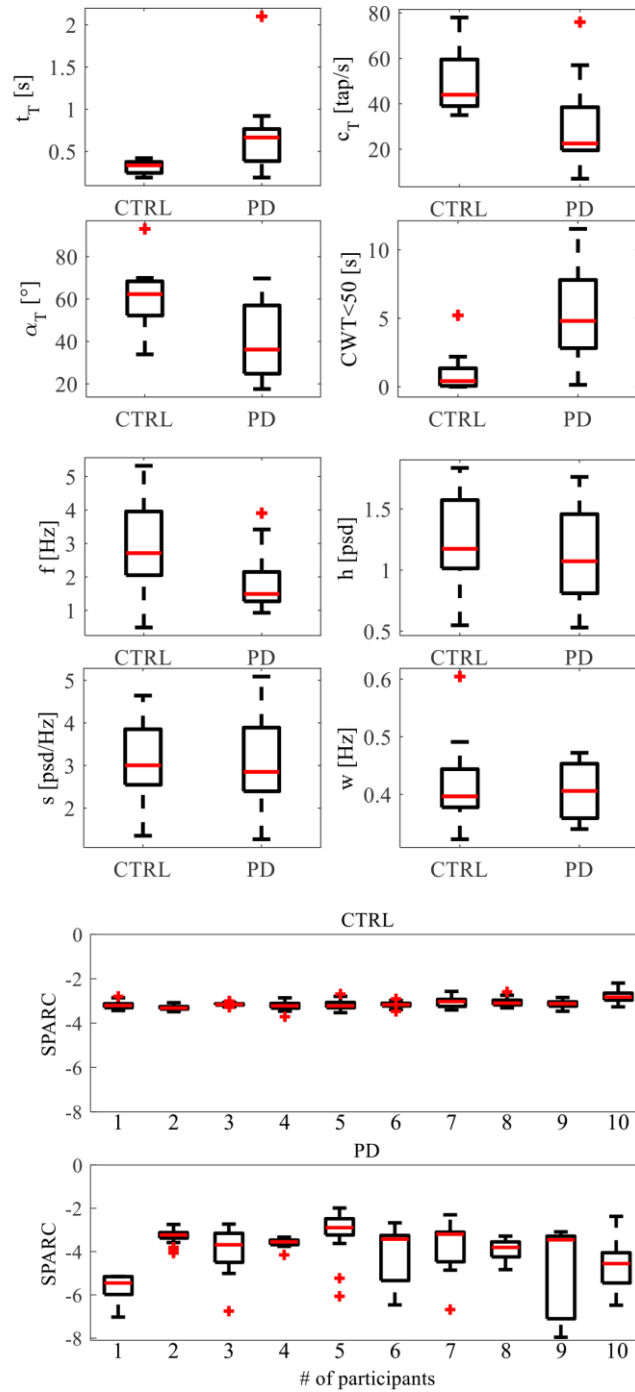 2
1.5
1
0.5
t_T [s]
CTRL PD
80
60
40
20
c_T [tap/s]
CTRL PD
80
60
40
20
α_T [°]
CTRL PD
10
5
0
CWT<50 [s]
CTRL PD
5
4
3
2
1
f [Hz]
CTRL PD
1.5
1
0.5
h [psd]
CTRL PD
5
4
3
2
s [psd/Hz]
CTRL PD
0.6
0.5
0.4
w [Hz]
CTRL PD
CTRL
0
-2
-4
-6
-8
SPARC
1 2 3 4 5 6 7 8 9 10
PD
0
-2
-4
-6
-8
SPARC
1 2 3 4 5 6 7 8 9 10
# of participants